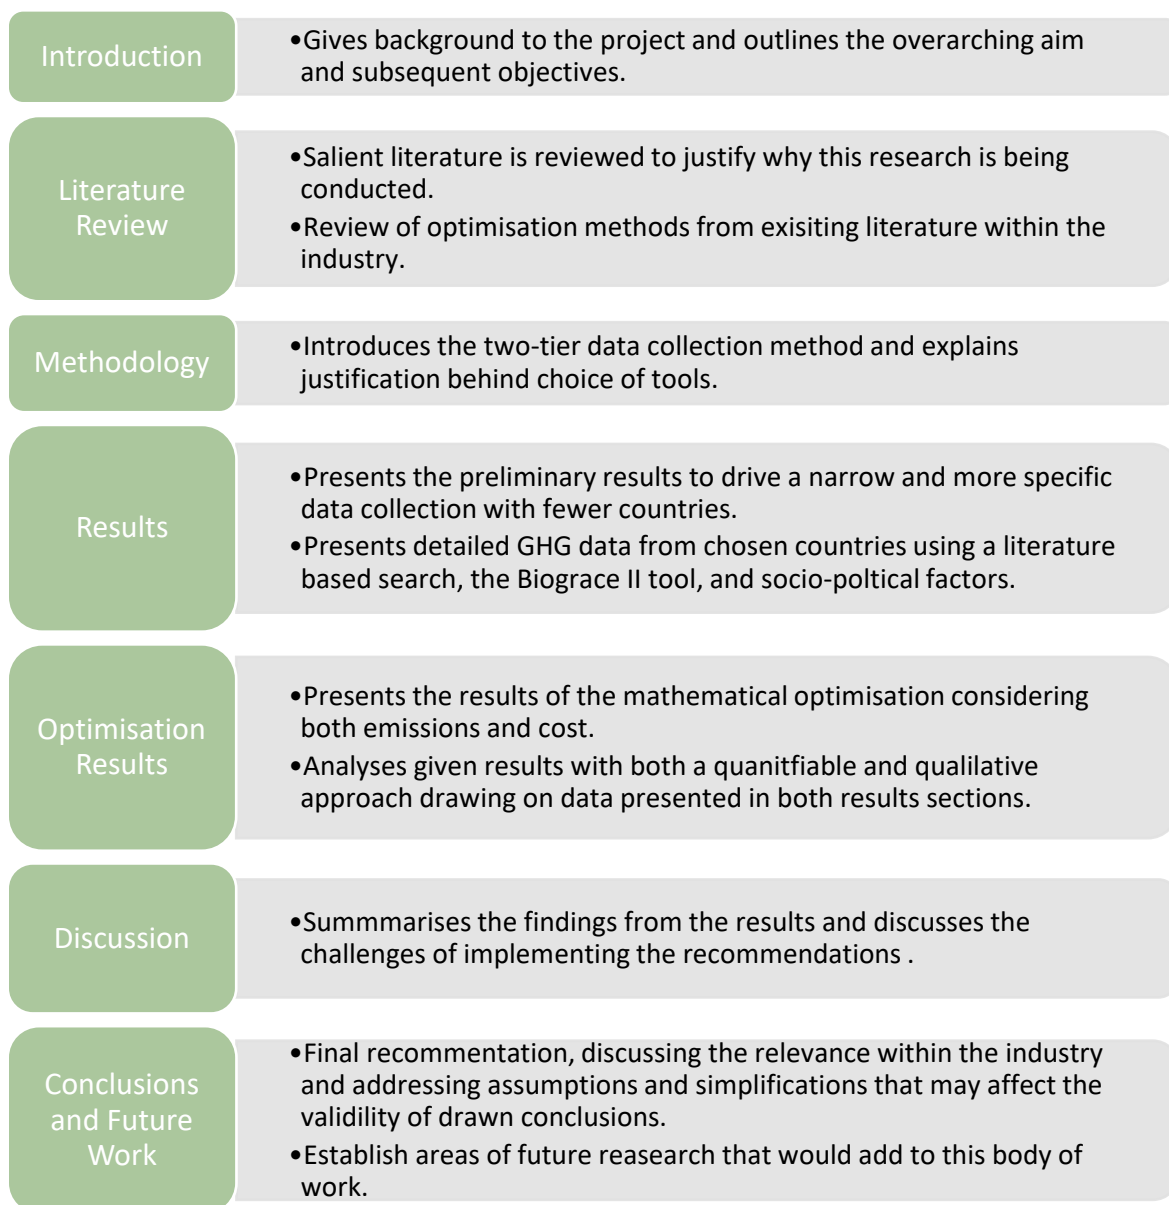 Introduction
•Gives background to the project and outlines the overarching aim
and subsequent objectives.
Literature
Review
•Salient literature is reviewed to justify why this research is being
conducted.
•Review of optimisation methods from exisiting literature within the
industry.
Methodology
•Introduces the two-tier data collection method and explains
justification behind choice of tools.
Results
•Presents the preliminary results to drive a narrow and more specific
data collection with fewer countries.
•Presents detailed GHG data from chosen countries using a literature
based search, the Biograce II tool, and socio-poltical factors.
Optimisation
Results
•Presents the results of the mathematical optimisation considering
both emissions and cost.
•Analyses given results with both a quanitfiable and qualilative
approach drawing on data presented in both results sections.
Discussion
•Summmarises the findings from the results and discusses the
challenges of implementing the recommendations .
Conclusions
and Future
Work
•Final recommentation, discussing the relevance within the industry
and addressing assumptions and simplifications that may affect the
validility of drawn conclusions.
•Establish areas of future reasearch that would add to this body of
work.